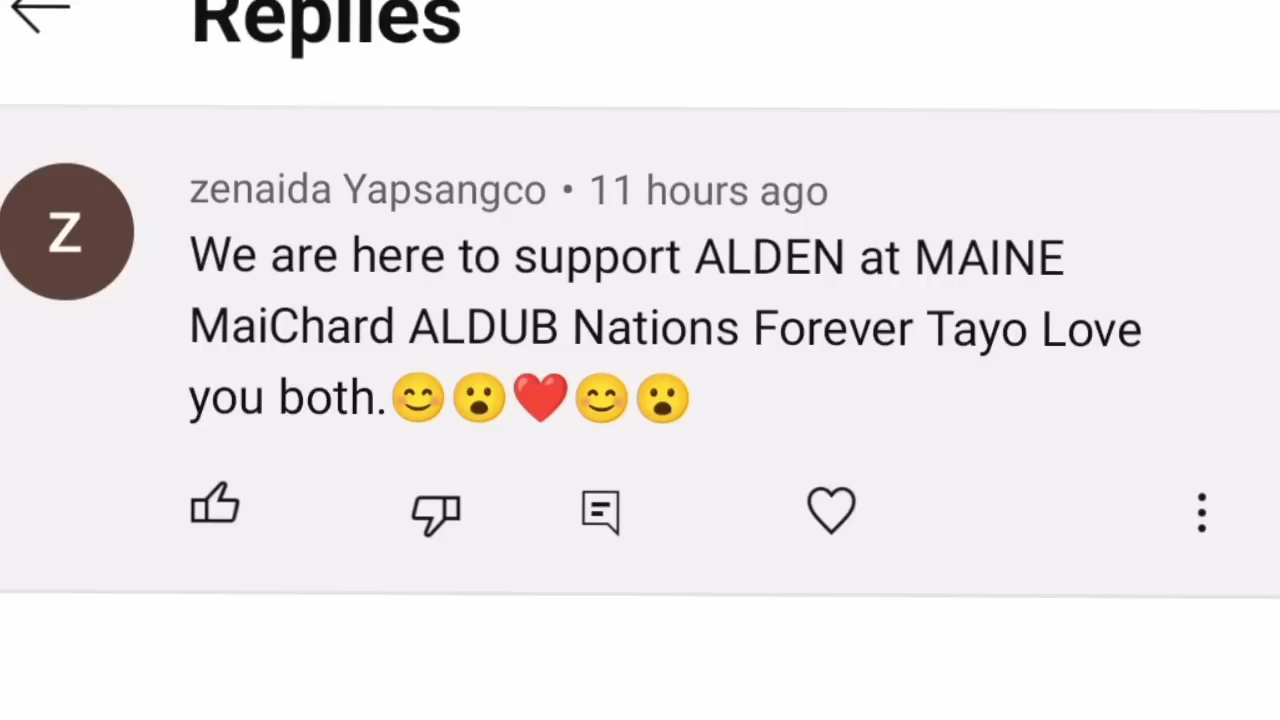 Replies
Z
zenaida Yapsangco • 11 hours ago
We are here to support ALDEN at MAINE
MaiChard ALDUB Nations Forever Tayo Love
you both.😊😮❤️😊😮